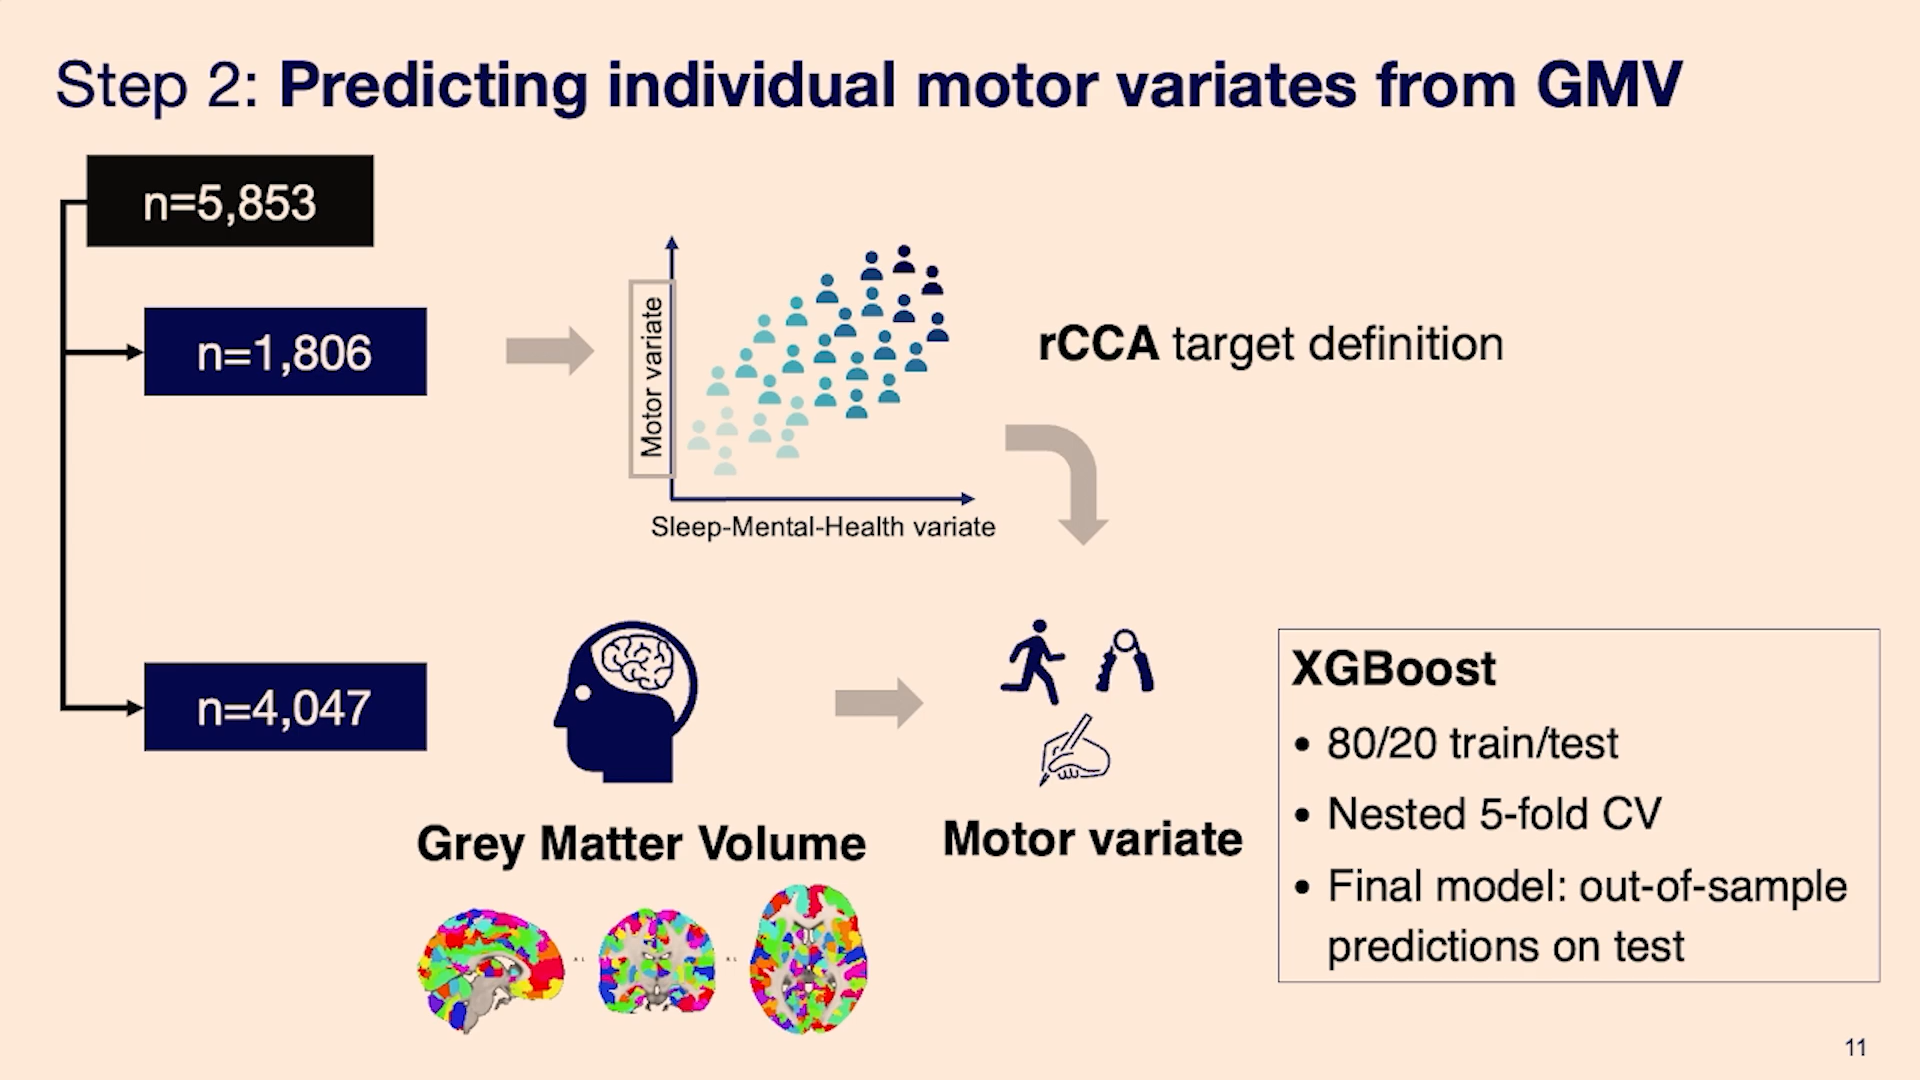 Step 2: Predicting individual motor variates from GMV
n=5,853
n=1,806
Motor variate
Sleep-Mental-Health variate
rCCA target definition
n=4,047
Grey Matter Volume
Motor variate
XGBoost
• 80/20 train/test
• Nested 5-fold CV
• Final model: out-of-sample
predictions on test
11